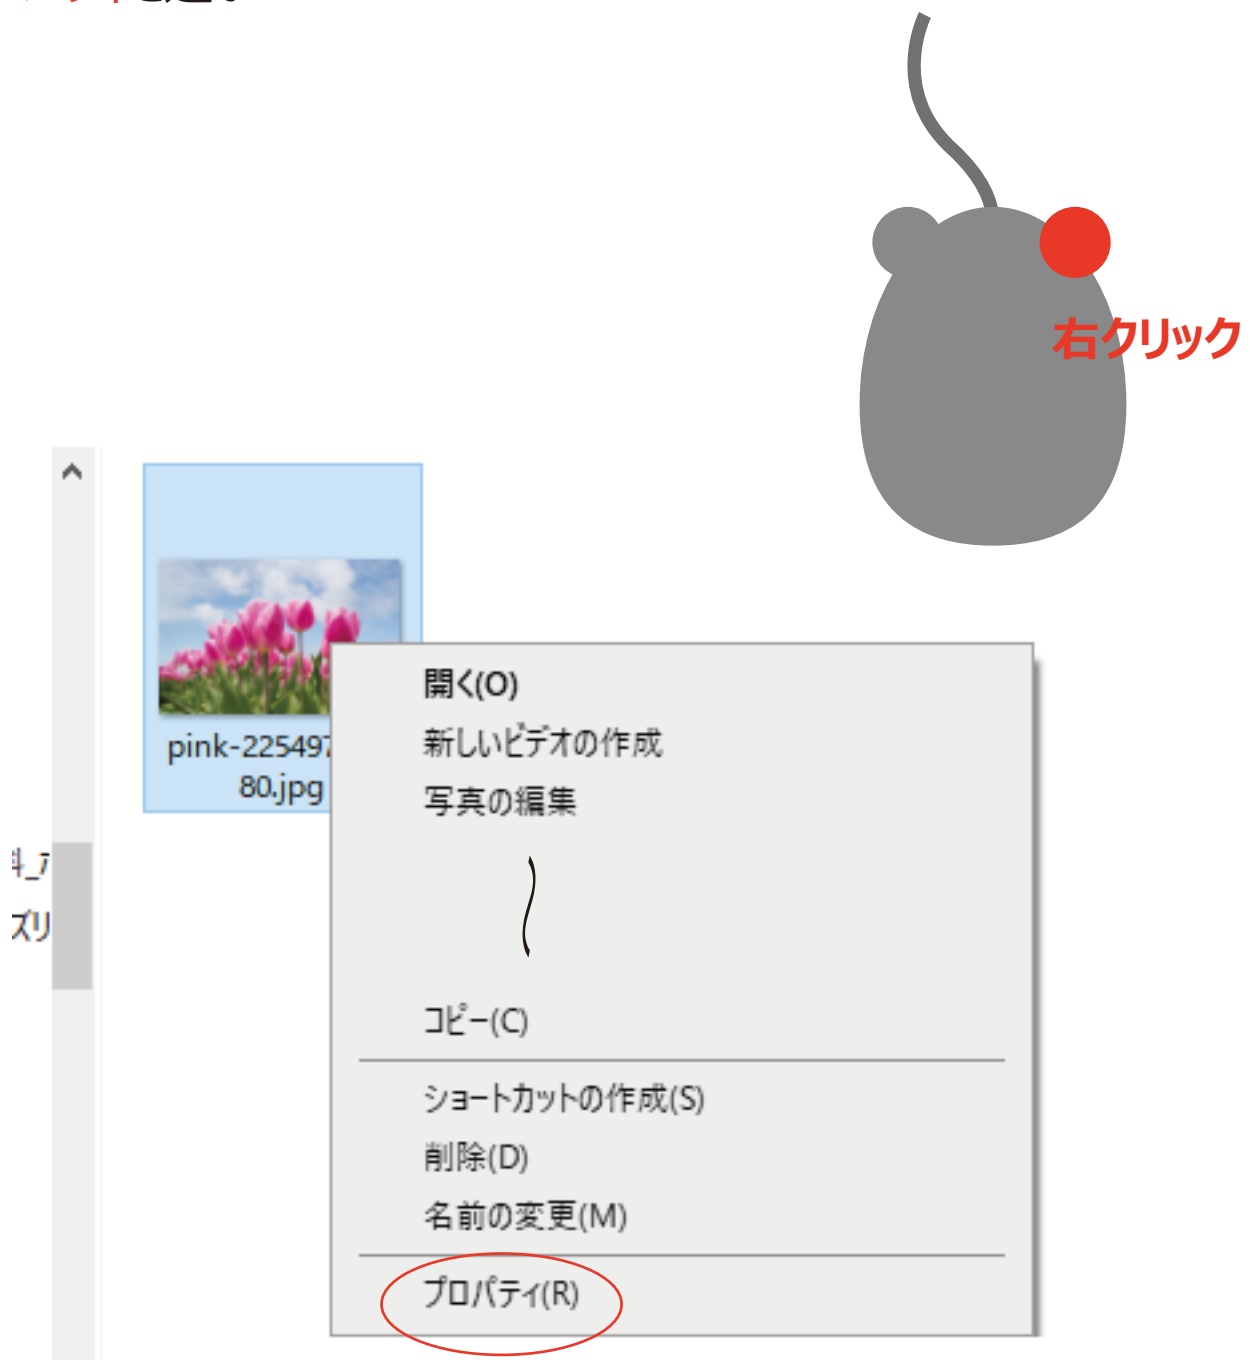 右クリック
pink-225497
80.jpg
開く(O)
新しいビデオの作成
写真の編集
コピー(C)
ショートカットの作成(S)
削除(D)
名前の変更(M)
プロパティ(R)
ズリ